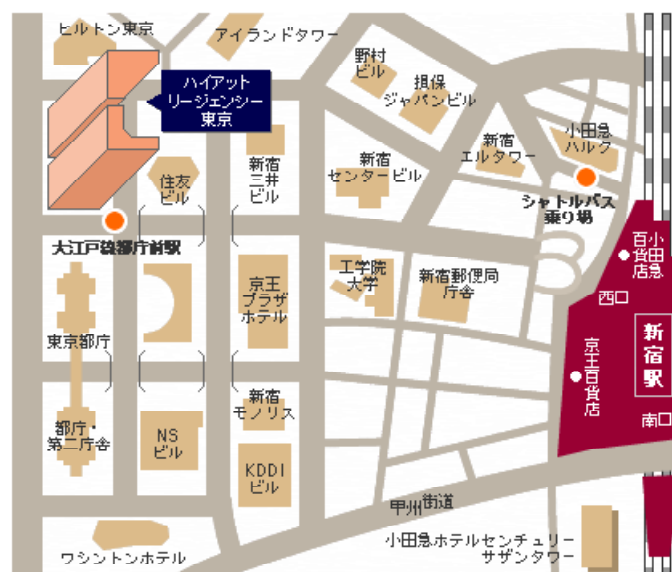 ヒルトン東京
アイランドタワー
野村
ビル
損保
ジャパンビル
ハイアット
リージェンシー
東京
新宿
エルタワー
小田急
ハルク
住友
ビル
新宿
三井
ビル
新宿
センタービル
シャトルバス
乗り場
大江戸線都庁前駅
小田急
百貨店
京王
プラザ
ホテル
工学院
大学
新宿郵便局
庁舎
西口
新宿駅
東京都庁
京王百貨店
南口
都庁・
第二庁舎
NS
ビル
新宿
モノリス
KDDI
ビル
甲州街道
ワシントンホテル
小田急ホテルセンチュリー
サザンタワー